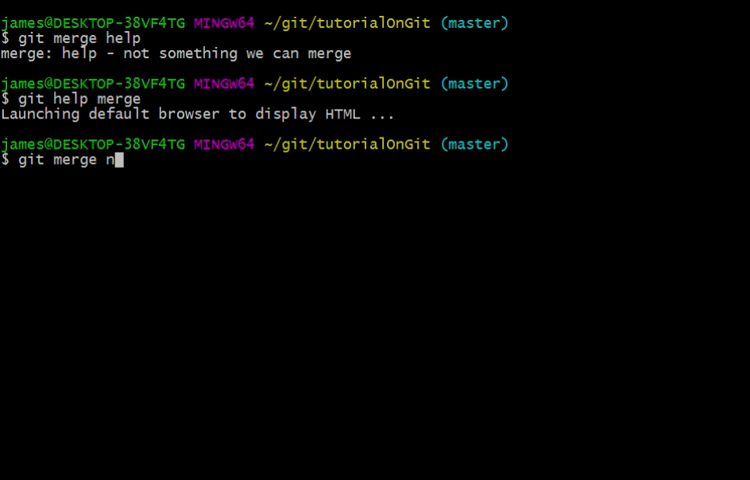 james@DESKTOP-38VF4TG MINGW64 ~/git/tutorialOnGit (master)
$ git merge help
merge: help - not something we can merge
james@DESKTOP-38VF4TG MINGW64 ~/git/tutorialOnGit (master)
$ git help merge
Launching default browser to display HTML ...
james@DESKTOP-38VF4TG MINGW64 ~/git/tutorialOnGit (master)
$ git merge n